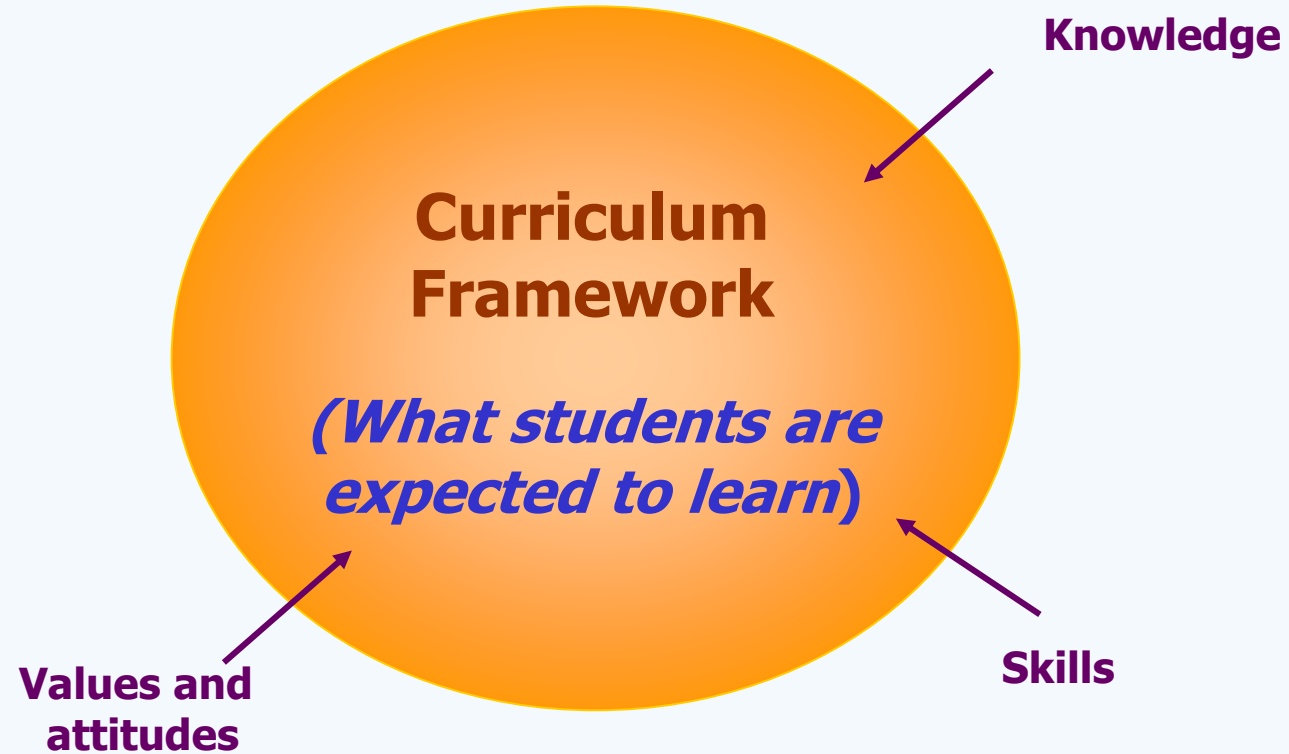 Knowledge
Curriculum
Framework
(What students are
expected to learn)
Skills
Values and
attitudes